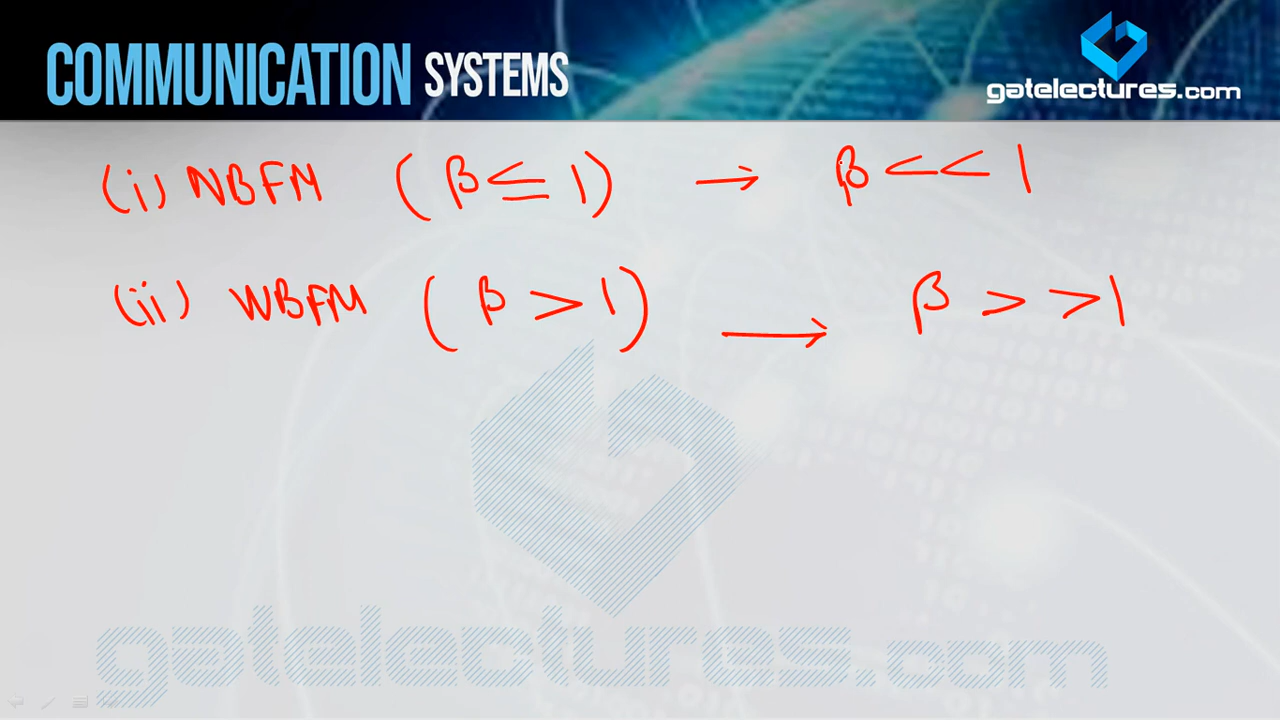 COMMUNICATION SYSTEMS
gatelectures.com
(i) NBFM (β ≤ 1) → β << 1
(ii) WBFM (β > 1) → β > > 1
gatelectures.com